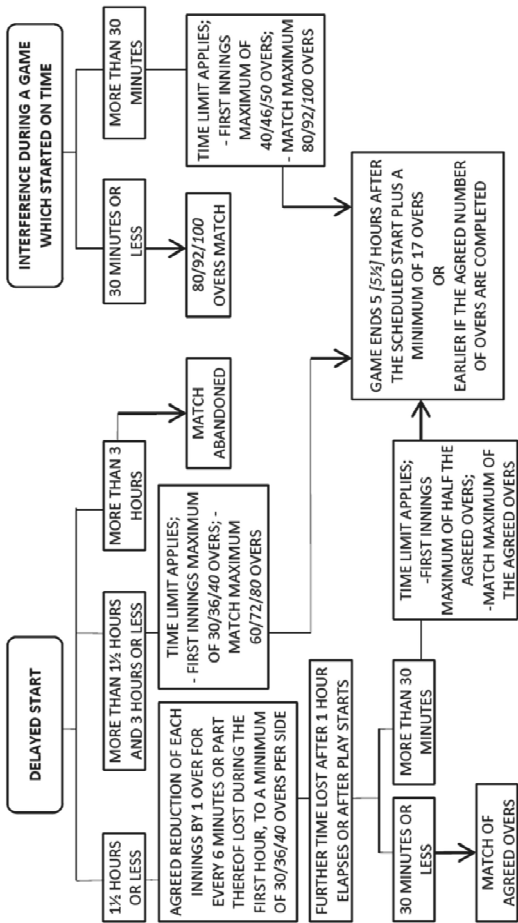 DELAYED START
1½ HOURS
OR LESS
MORE THAN 1½ HOURS
AND 3 HOURS OR LESS
MORE THAN 3
HOURS
AGREED REDUCTION OF EACH
INNINGS BY 1 OVER FOR
EVERY 6 MINUTES OR PART
THEREOF LOST DURING THE
FIRST HOUR, TO A MINIMUM
OF 30/36/40 OVERS PER SIDE
TIME LIMIT APPLIES;
- FIRST INNINGS MAXIMUM
OF 30/36/40 OVERS; -
MATCH MAXIMUM
60/72/80 OVERS
MATCH
ABANDONED
FURTHER TIME LOST AFTER 1 HOUR
ELAPSES OR AFTER PLAY STARTS
30 MINUTES OR
LESS
MORE THAN 30
MINUTES
MATCH OF
AGREED OVERS
TIME LIMIT APPLIES;
-FIRST INNINGS
MAXIMUM OF HALF THE
AGREED OVERS;
-MATCH MAXIMUM OF
THE AGREED OVERS
INTERFERENCE DURING A GAME
WHICH STARTED ON TIME
30 MINUTES OR
LESS
MORE THAN 30
MINUTES
80/92/100
OVERS MATCH
TIME LIMIT APPLIES;
- FIRST INNINGS
MAXIMUM OF
40/46/50 OVERS;
- MATCH MAXIMUM
80/92/100 OVERS
GAME ENDS 5 [5½] HOURS AFTER
THE SCHEDULED START PLUS A
MINIMUM OF 17 OVERS
OR
EARLIER IF THE AGREED NUMBER
OF OVERS ARE COMPLETED